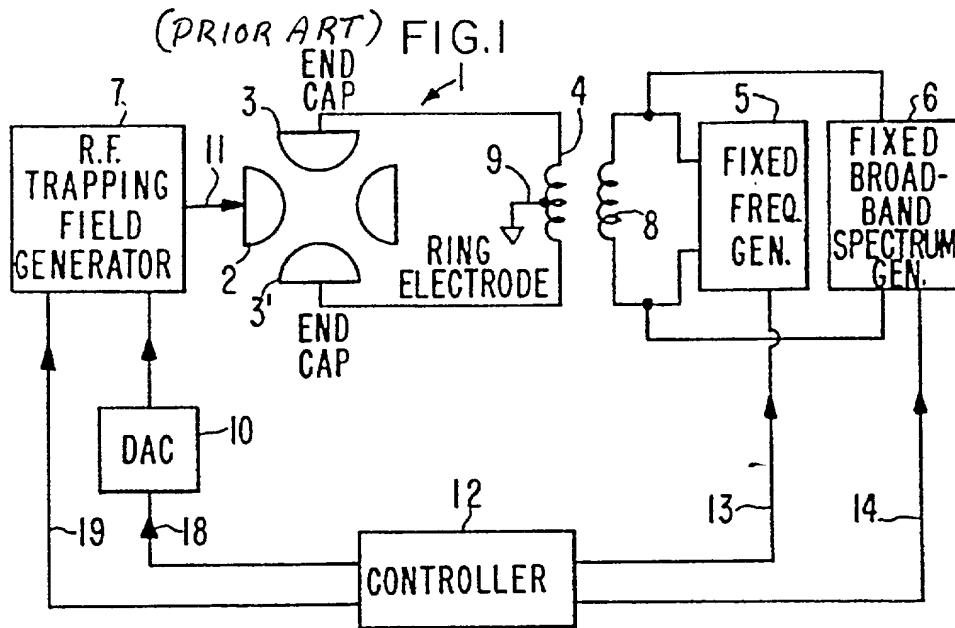 (PRIOR ART) FIG.1
END
CAP
1
3
4
5
6
7
R.F.
TRAPPING
FIELD
GENERATOR
11
2
9
8
FIXED
FREQ
GEN.
FIXED
BROAD-
BAND
SPECTRUM
GEN.
RING
ELECTRODE
3'
END
CAP
DAC
10
12
13
14
19
18
CONTROLLER